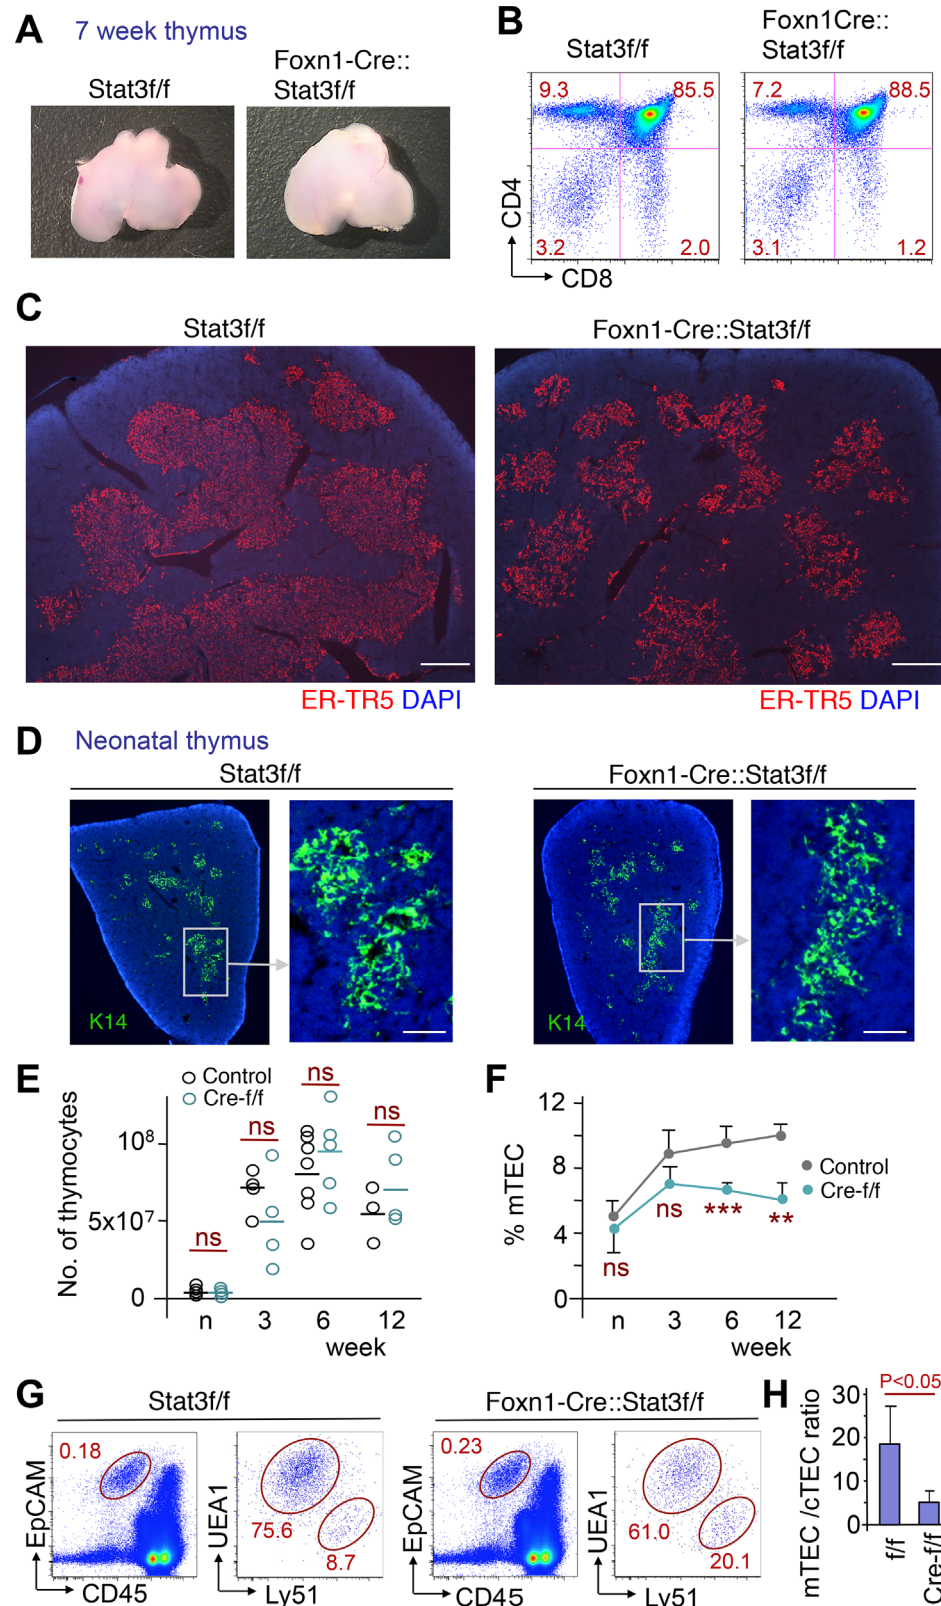 A 7 week thymus
Stat3f/f
Foxn1-Cre::
Stat3f/f
B
Stat3f/f
Foxn1Cre::
Stat3f/f
9.3 85.5
7.2 88.5
3.2 2.0
3.1 1.2
CD4
CD8
C
Stat3f/f
Foxn1-Cre::Stat3f/f
ER-TR5 DAPI
ER-TR5 DAPI
D Neonatal thymus
Stat3f/f
Foxn1-Cre::Stat3f/f
K14
K14
E
Control
Cre-f/f
ns
ns
ns
ns
No. of thymocytes
10⁸
5x10⁷
0
n 3 6 12
week
F
% mTEC
12
8
4
0
Control
Cre-f/f
ns
ns
***
**
n 3 6 12
week
G
Stat3f/f
Foxn1-Cre::Stat3f/f
0.18
EpCAM
CD45
UEA1
75.6
8.7
Ly51
0.23
EpCAM
CD45
UEA1
61.0
20.1
Ly51
H
P<0.05
mTEC /cTEC ratio
30
20
10
0
f/f
Cre-f/f